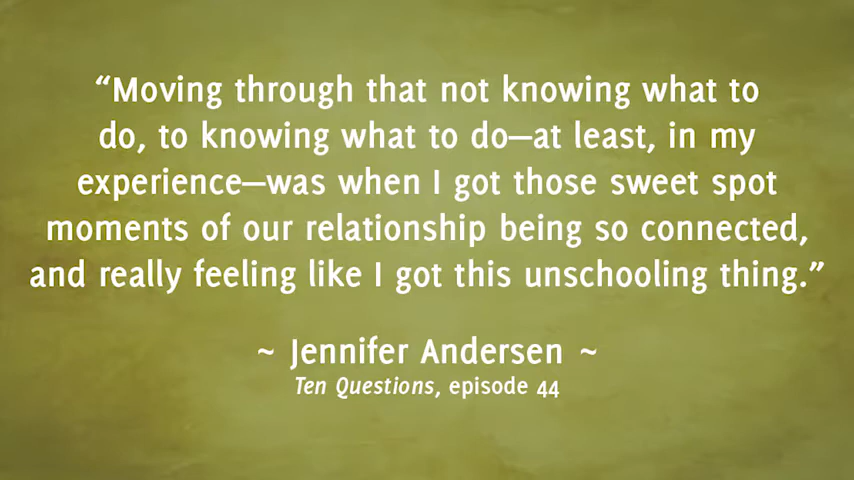 “Moving through that not knowing what to
do, to knowing what to do—at least, in my
experience—was when I got those sweet spot
moments of our relationship being so connected,
and really feeling like I got this unschooling thing.”
~ Jennifer Andersen ~
Ten Questions, episode 44